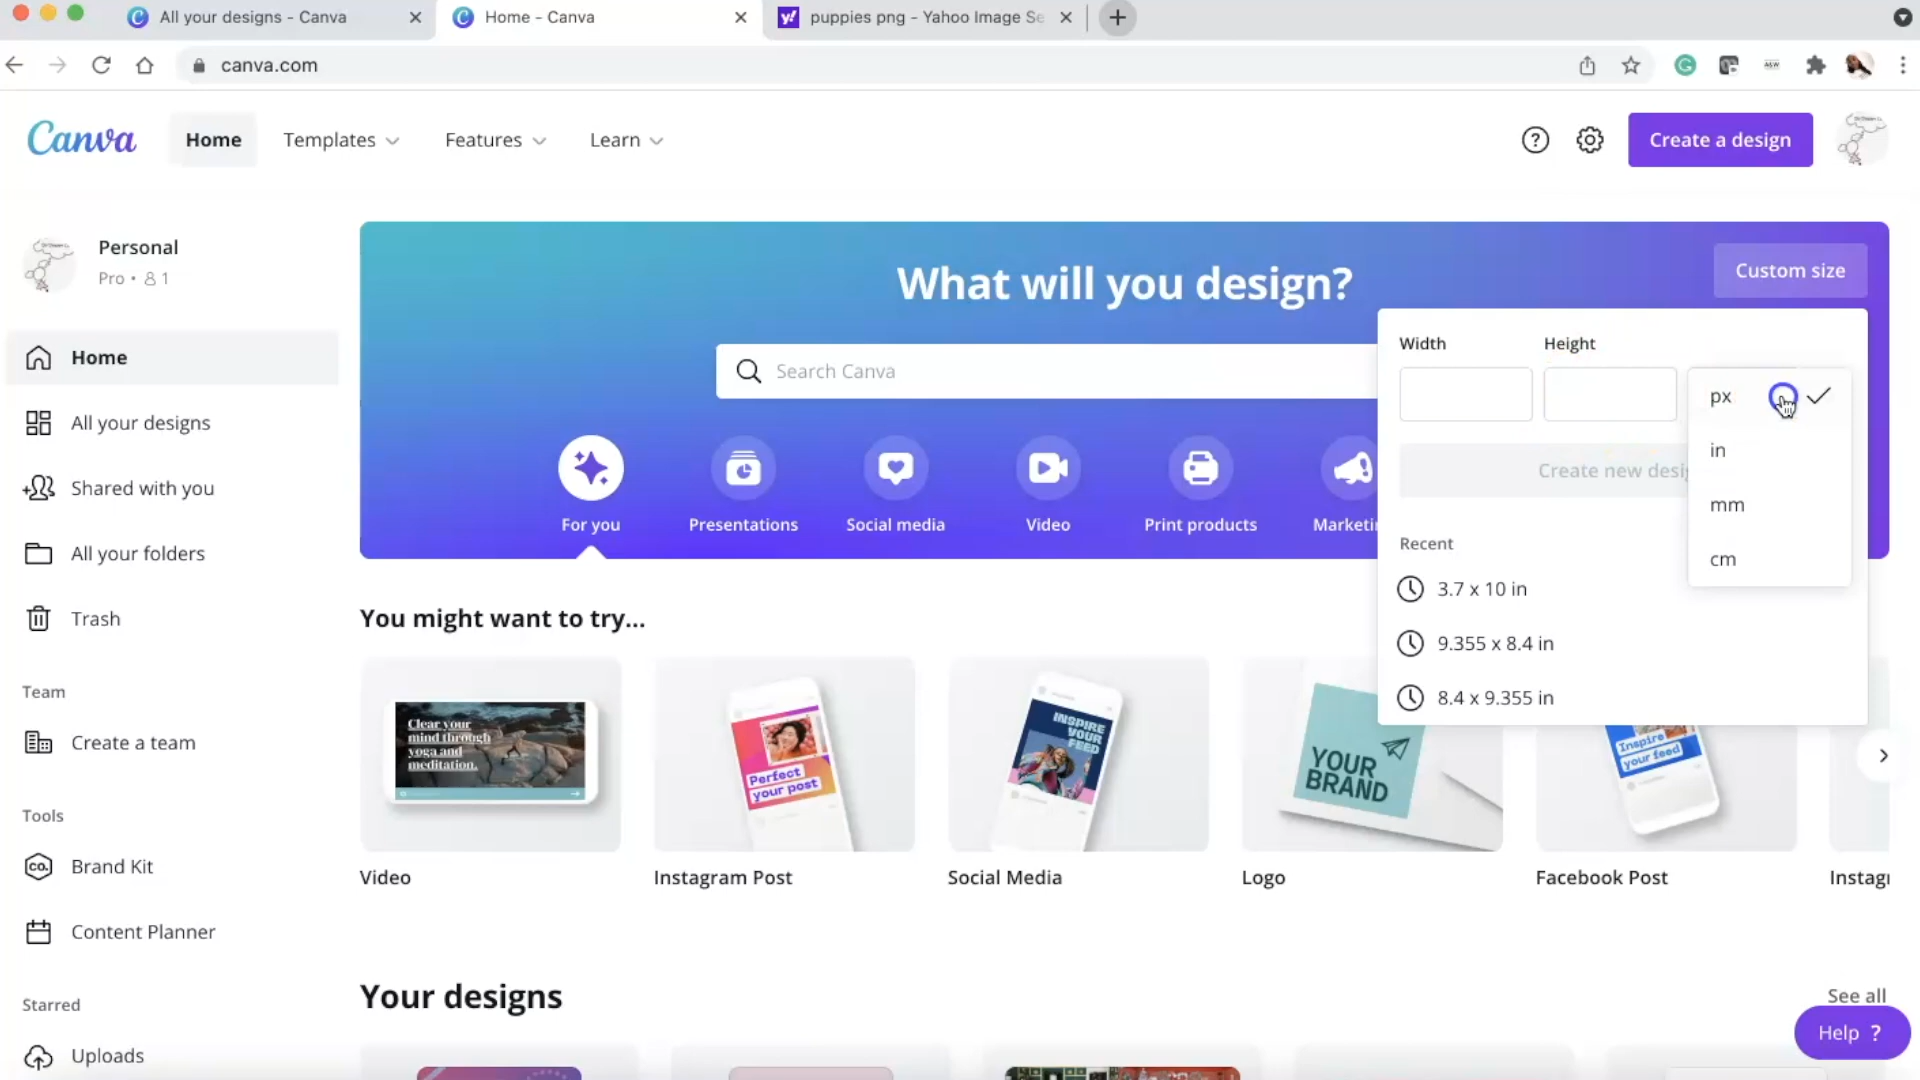 All your designs - Canva
Home - Canva
puppies png - Yahoo Image Se
canva.com
Canva
Home
Templates
Features
Learn
Create a design
Personal
Pro • 1
Home
All your designs
Shared with you
All your folders
Trash
Team
Create a team
Tools
Brand Kit
Content Planner
Starred
Uploads
What will you design?
Custom size
Search Canva
For you
Presentations
Social media
Video
Print products
Marketi
Width
Height
px
in
mm
cm
Create new desig
Recent
3.7 x 10 in
9.355 x 8.4 in
8.4 x 9.355 in
You might want to try...
Clear your
mind through
yoga and
meditation.
Perfect
your post
INSPIRE
YOUR
FEED
YOUR
BRAND
Inspire
your feed
Video
Instagram Post
Social Media
Logo
Facebook Post
Instagr
Your designs
See all
Help ?